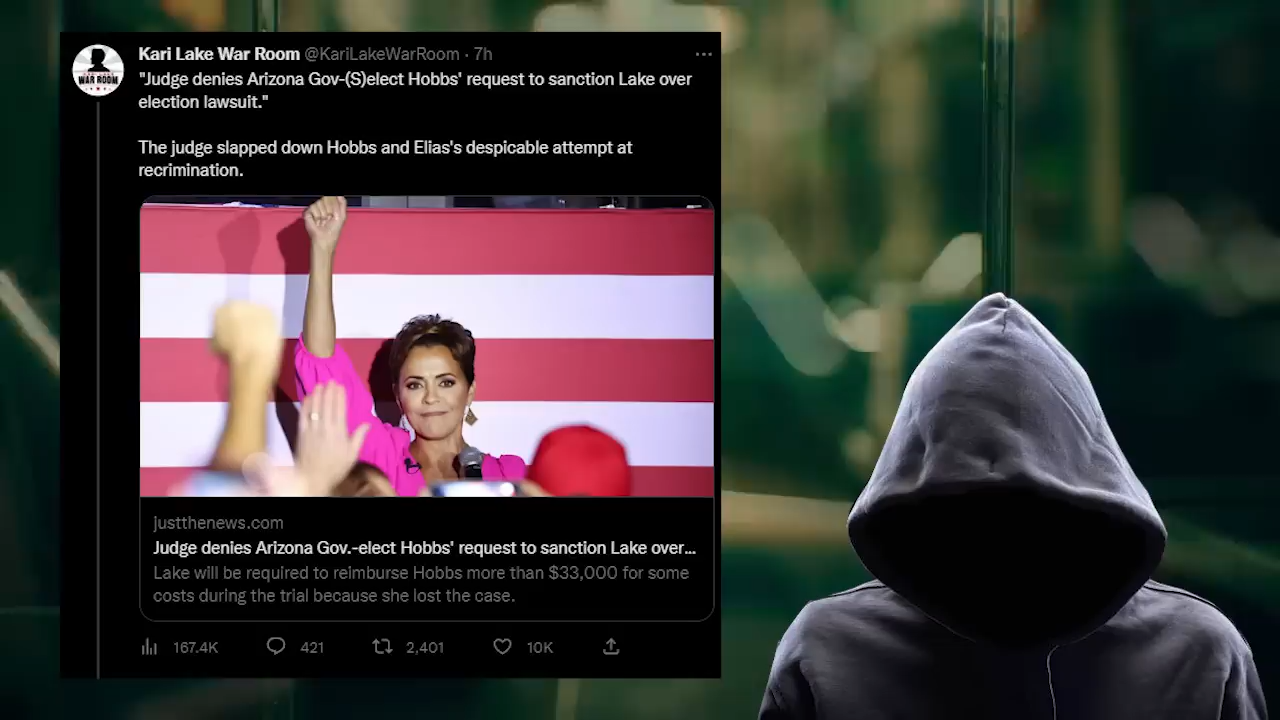 Kari Lake War Room @KariLakeWarRoom · 7h
"Judge denies Arizona Gov-(S)elect Hobbs' request to sanction Lake over
election lawsuit."
The judge slapped down Hobbs and Elias's despicable attempt at
recrimination.
justthenews.com
Judge denies Arizona Gov.-elect Hobbs' request to sanction Lake over...
Lake will be required to reimburse Hobbs more than $33,000 for some
costs during the trial because she lost the case.
167.4K 421 2,401 10K